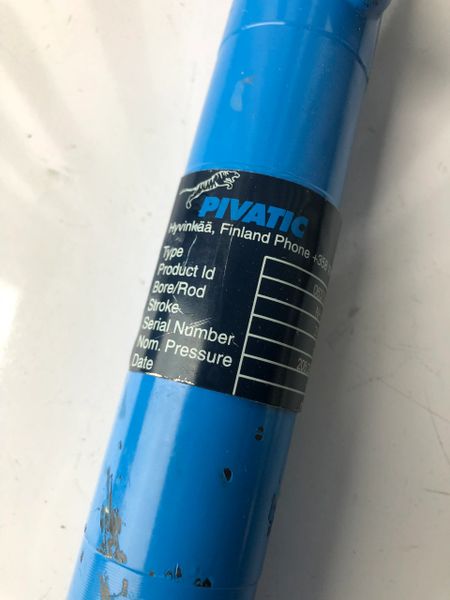 PIVATIC
Hyvinkää, Finland Phone +358
Type
Product Id
Bore/Rod
Stroke
Serial Number
Nom. Pressure
Date